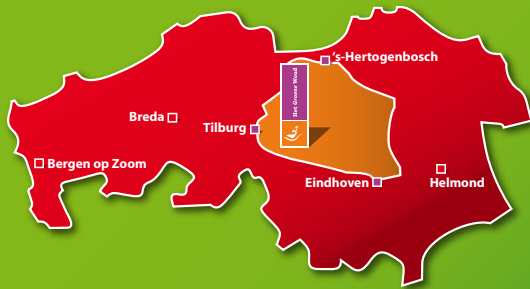 's-Hertogenbosch
Het Groene Woud
Breda
Tilburg
Bergen op Zoom
Eindhoven
Helmond